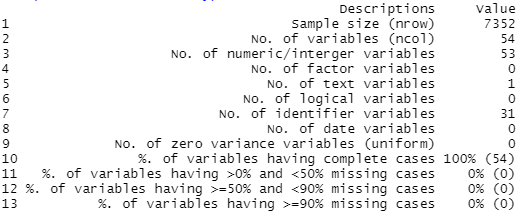 Descriptions Value
1 Sample size (nrow) 7352
2 No. of variables (ncol) 54
3 No. of numeric/interger variables 53
4 No. of factor variables 0
5 No. of text variables 1
6 No. of logical variables 0
7 No. of identifier variables 31
8 No. of date variables 0
9 No. of zero variance variables (uniform) 0
10 %. of variables having complete cases 100% (54)
11 %. of variables having >0% and <50% missing cases 0% (0)
12 %. of variables having >=50% and <90% missing cases 0% (0)
13 %. of variables having >=90% missing cases 0% (0)